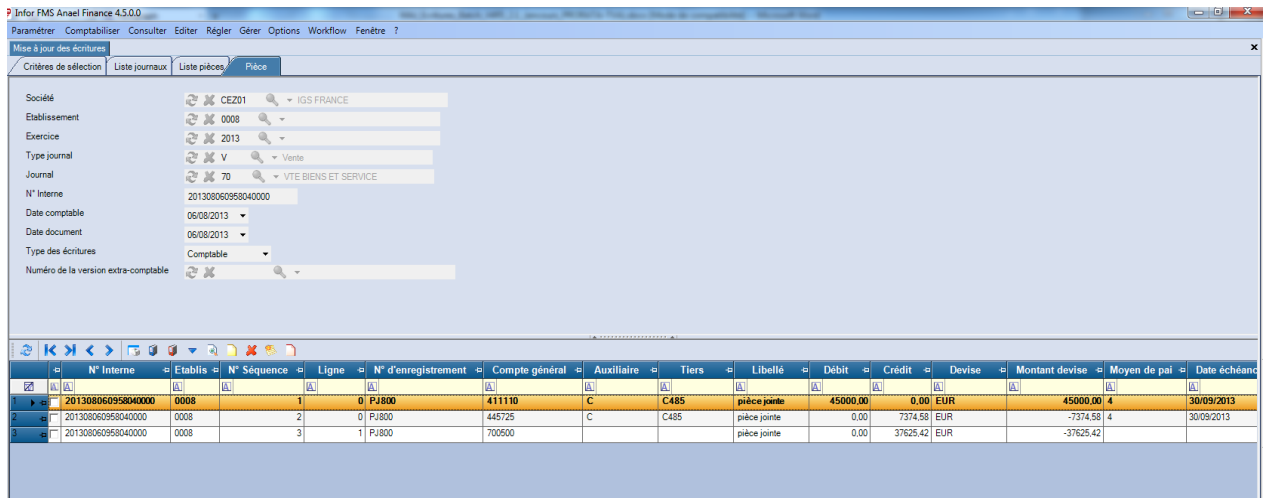 Infor FMS Anael Finance 4.5.0.0
Paramétrer Comptabiliser Consulter Editer Régler Gérer Options Workflow Fenêtre ?
Mise à jour des écritures
Critères de sélection Liste journaux Liste pièces Pièce
Société CEZ01 IGS FRANCE
Etablissement 0008
Exercice 2013
Type journal V Vente
Journal 70 VTE BIENS ET SERVICE
N° Interne 201308060958040000
Date comptable 06/08/2013
Date document 06/08/2013
Type des écritures Comptable
Numéro de la version extra-comptable
N° Interne Etablis N° Séquence Ligne N° d'enregistrement Compte général Auxiliaire Tiers Libellé Débit Crédit Devise Montant devise Moyen de pai Date échéanc
1 201308060958040000 0008 1 0 PJ800 411110 C C485 pièce jointe 45000,00 0,00 EUR 45000,00 4 30/09/2013
2 201308060958040000 0008 2 0 PJ800 445725 C C485 pièce jointe 0,00 7374,58 EUR -7374,58 4 30/09/2013
3 201308060958040000 0008 3 1 PJ800 700500 pièce jointe 0,00 37625,42 EUR -37625,42